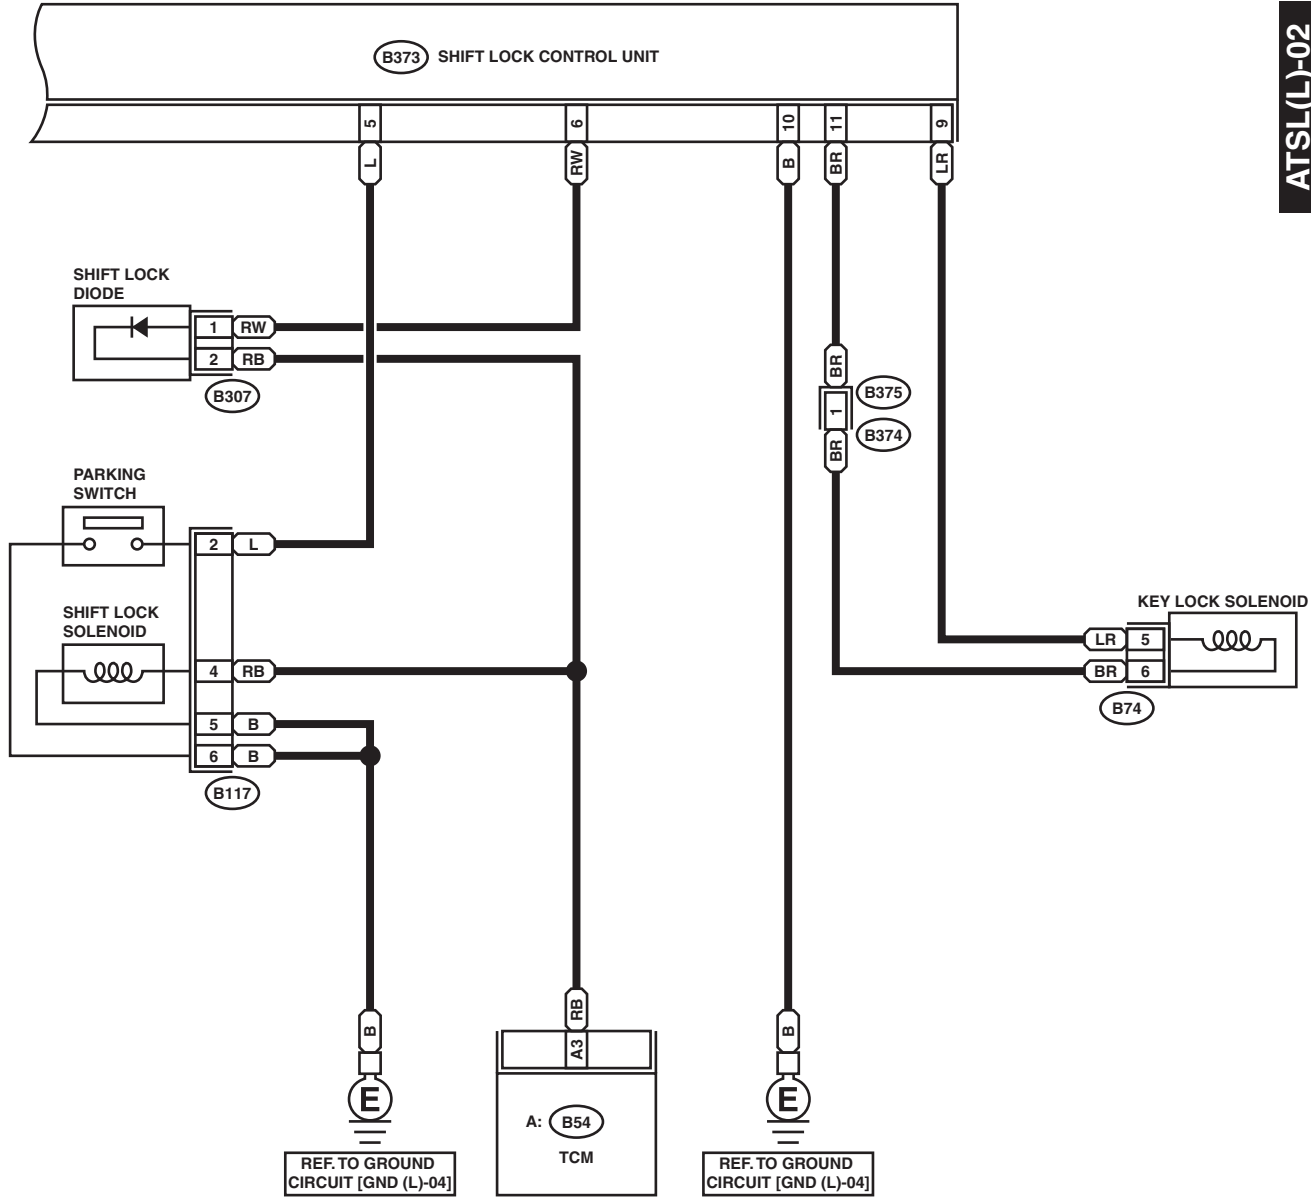 ATSL(L)-02
B373 SHIFT LOCK CONTROL UNIT
5 6 10 11 9
L RW B BR LR
SHIFT LOCK
DIODE
1 RW
2 RB
B307
BR
B375
1
B374
BR
PARKING
SWITCH
2 L
SHIFT LOCK
SOLENOID
4 RB
5 B
6 B
B117
KEY LOCK SOLENOID
LR 5
BR 6
B74
B RB B
A3
E E
A: B54
TCM
REF. TO GROUND
CIRCUIT [GND (L)-04]
REF. TO GROUND
CIRCUIT [GND (L)-04]